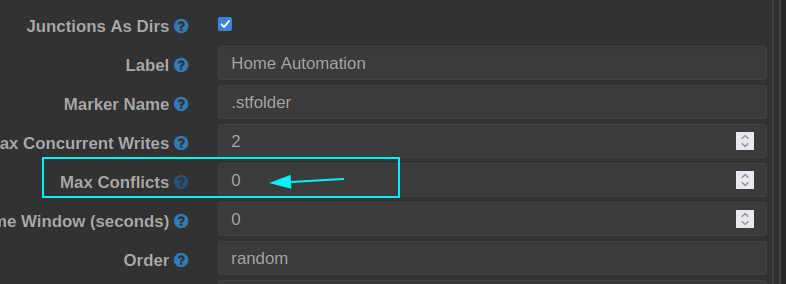 Junctions As Dirs ?
Label ? Home Automation
Marker Name ? .stfolder
ax Concurrent Writes ? 2
Max Conflicts ? 0
me Window (seconds) ? 0
Order ? random